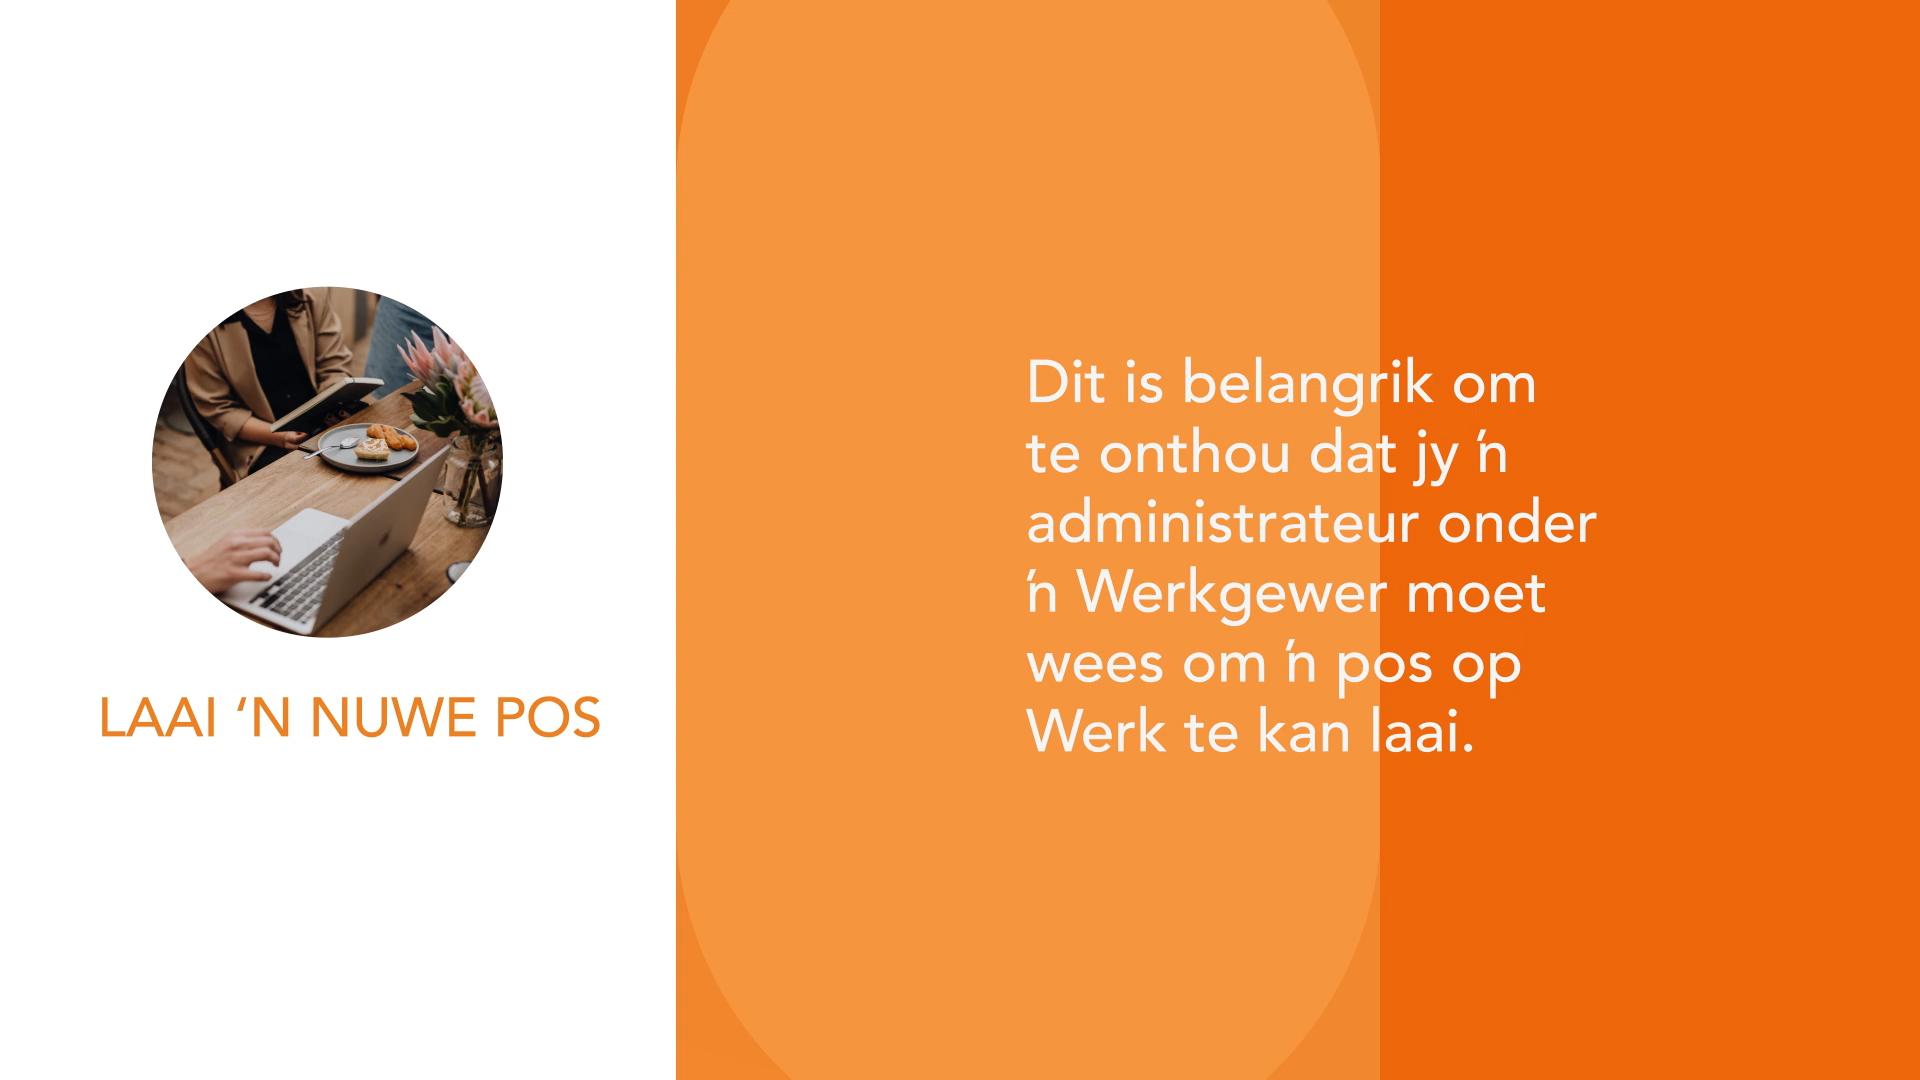 LAAI ‘N NUWE POS
Dit is belangrik om
te onthou dat jy ŉ
administrateur onder
ŉ Werkgewer moet
wees om ŉ pos op
Werk te kan laai.